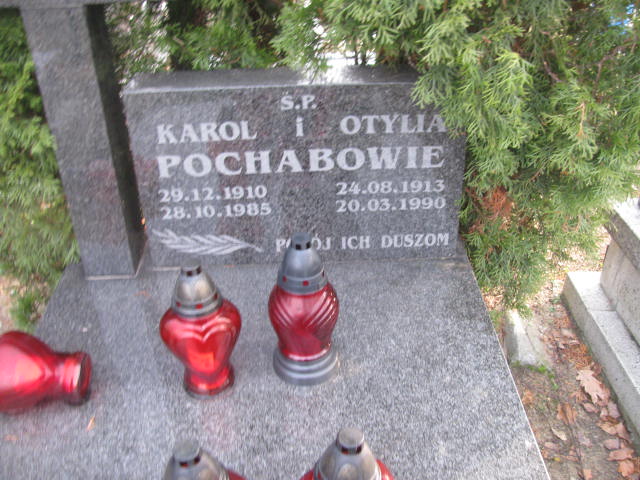 Ś.P.
KAROL i OTYLIA
POCHABOWIE
29.12.1910 24.08.1913
28.10.1985 20.03.1990
POKÓJ ICH DUSZOM